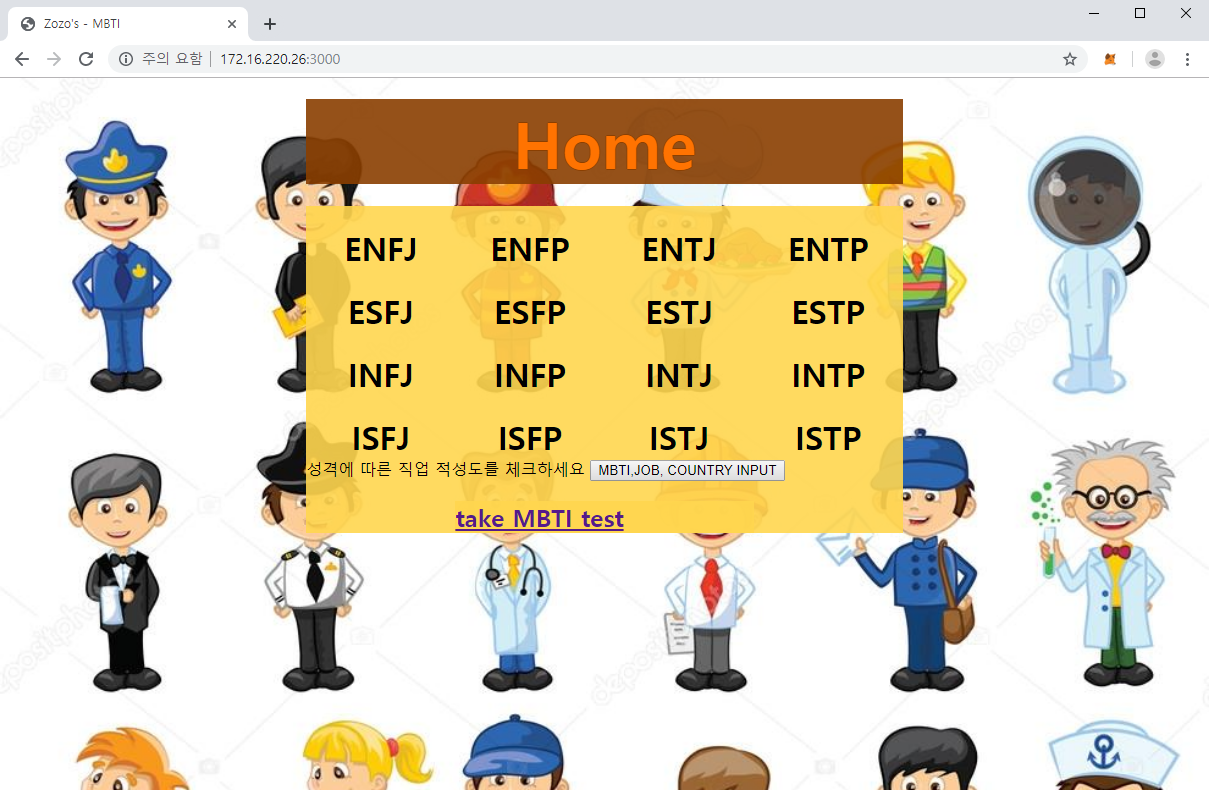 Zozo's - MBTI
주의 요함 | 172.16.220.26:3000
Home
ENFJ ENFP ENTJ ENTP
ESFJ ESFP ESTJ ESTP
INFJ INFP INTJ INTP
ISFJ ISFP ISTJ ISTP
성격에 따른 직업 적성도를 체크하세요 MBTI,JOB, COUNTRY INPUT
take MBTI test
depositphotos
depositphotos